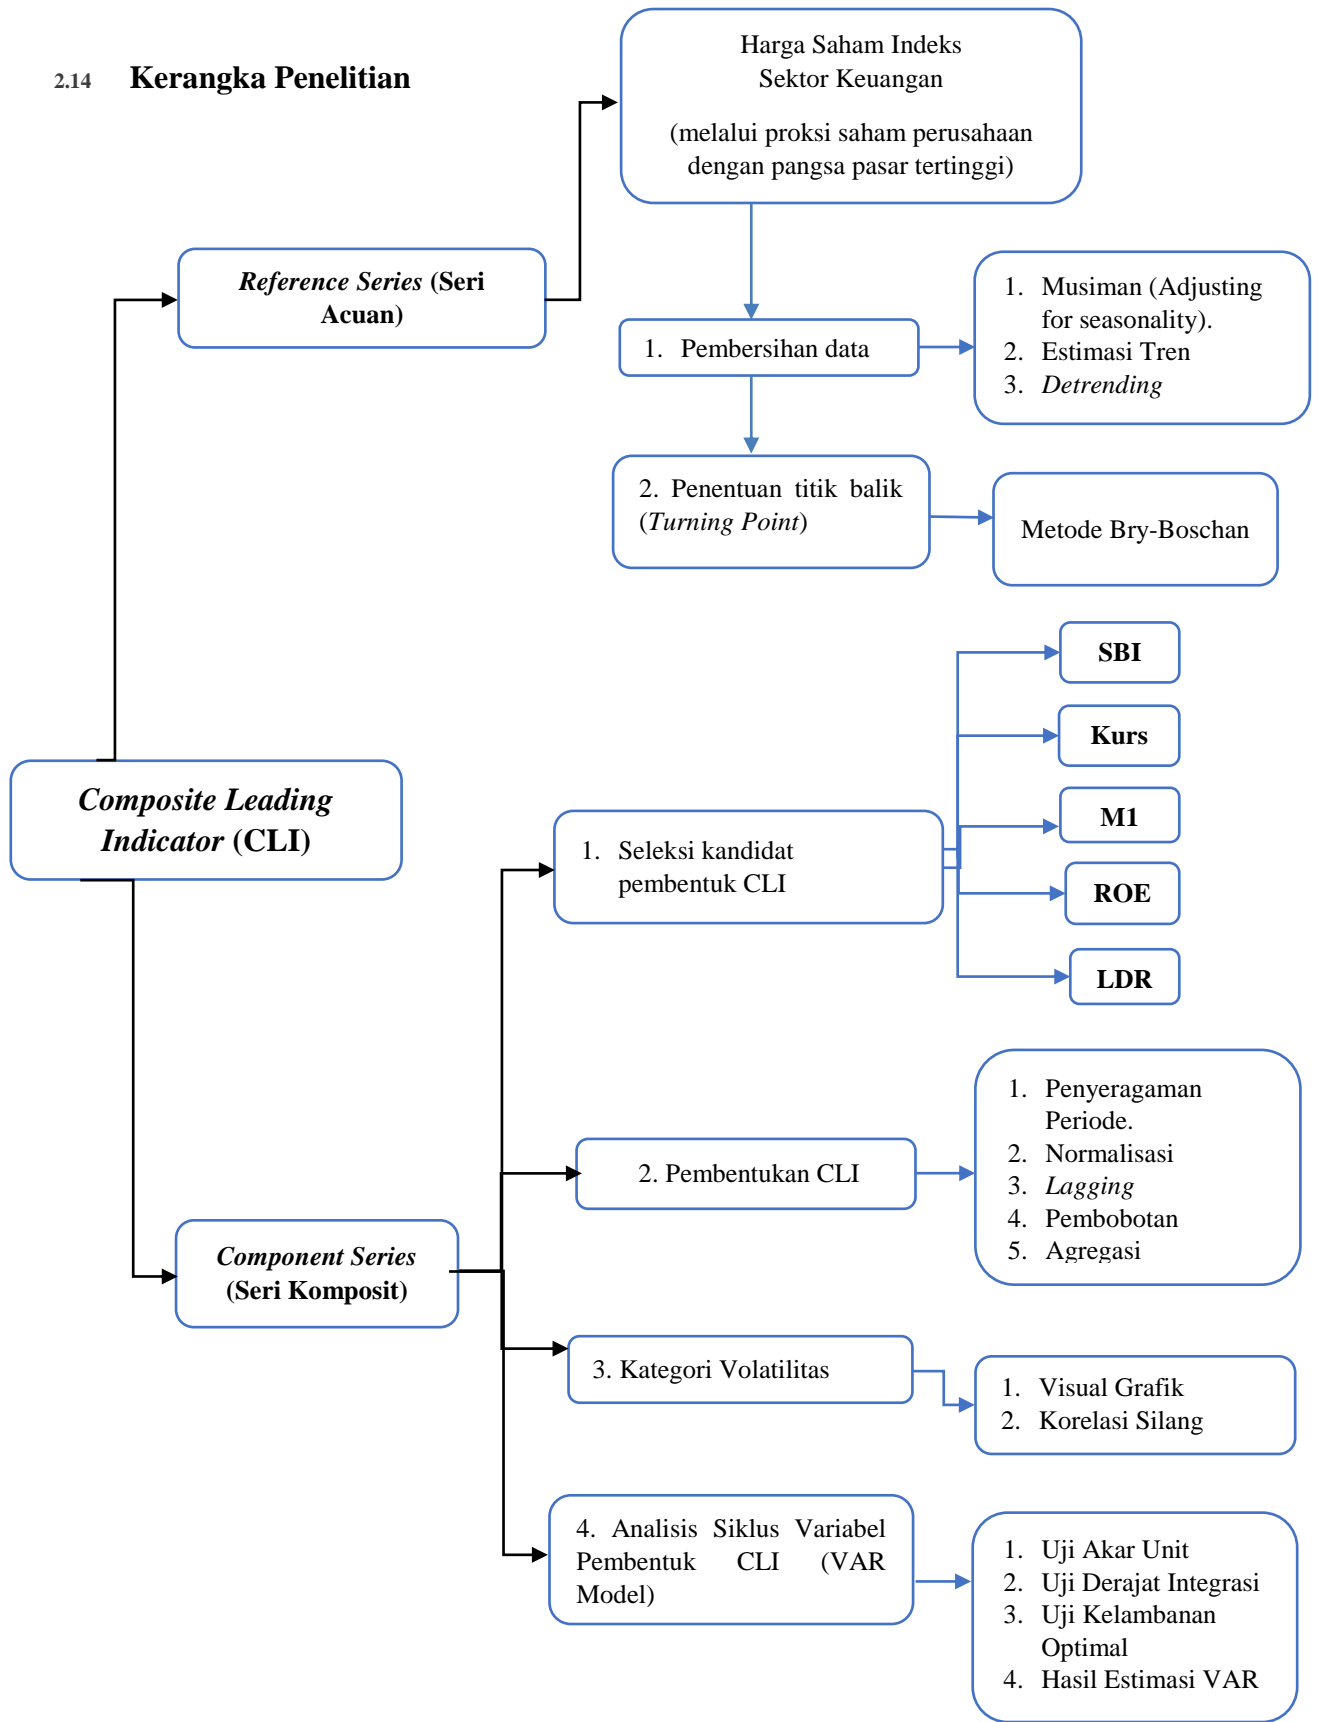 2.14 Kerangka Penelitian
Harga Saham Indeks
Sektor Keuangan
(melalui proksi saham perusahaan
dengan pangsa pasar tertinggi)
Reference Series (Seri
Acuan)
1. Pembersihan data
1. Musiman (Adjusting
for seasonality).
2. Estimasi Tren
3. Detrending
2. Penentuan titik balik
(Turning Point)
Metode Bry-Boschan
Composite Leading
Indicator (CLI)
1. Seleksi kandidat
pembentuk CLI
SBI
Kurs
M1
ROE
LDR
Component Series
(Seri Komposit)
2. Pembentukan CLI
1. Penyeragaman
Periode.
2. Normalisasi
3. Lagging
4. Pembobotan
5. Agregasi
3. Kategori Volatilitas
1. Visual Grafik
2. Korelasi Silang
4. Analisis Siklus Variabel
Pembentuk CLI (VAR
Model)
1. Uji Akar Unit
2. Uji Derajat Integrasi
3. Uji Kelambanan
Optimal
4. Hasil Estimasi VAR